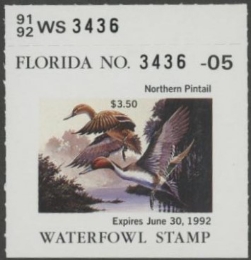 91
92 WS 3436
FLORIDA NO. 3436 -05
Northern Pintail
$3.50
Expires June 30, 1992
WATERFOWL STAMP